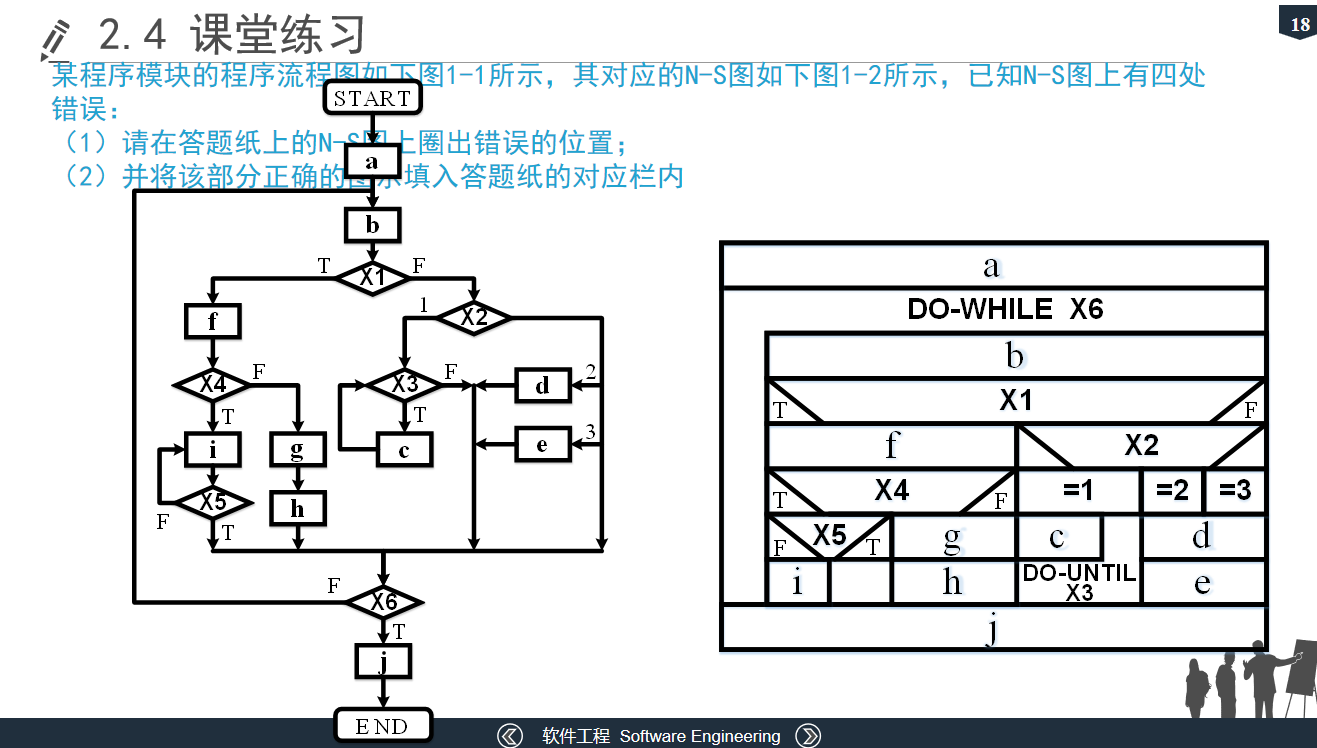 2.4 课堂练习
18
某程序模块的程序流程图如下图1-1所示，其对应的N-S图如下图1-2所示，已知N-S图上有四处
错误：
（1）请在答题纸上的N-S图上圈出错误的位置；
（2）并将该部分正确的图示填入答题纸的对应栏内
START
a
b
T X1 F
f
1 X2
X4 F
T
X3 F
T
d 2
i
g
c
e 3
X5
F
T
h
F
X6
T
j
END
a
DO-WHILE X6
b
T X1 F
f X2
T X4 F =1 =2 =3
F X5 T g c d
i h DO-UNTIL
X3
e
j
软件工程 Software Engineering